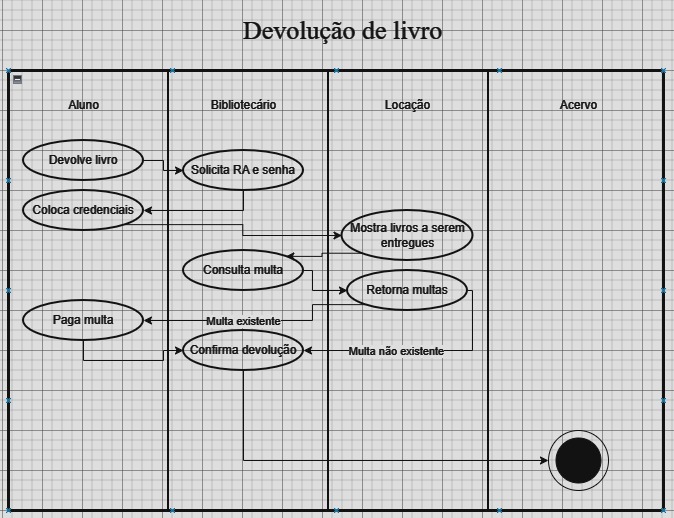 Devolução de livro
Aluno
Bibliotecário
Locação
Acervo
Devolve livro
Solicita RA e senha
Coloca credenciais
Mostra livros a serem
entregues
Consulta multa
Retorna multas
Paga multa
Multa existente
Confirma devolução
Multa não existente